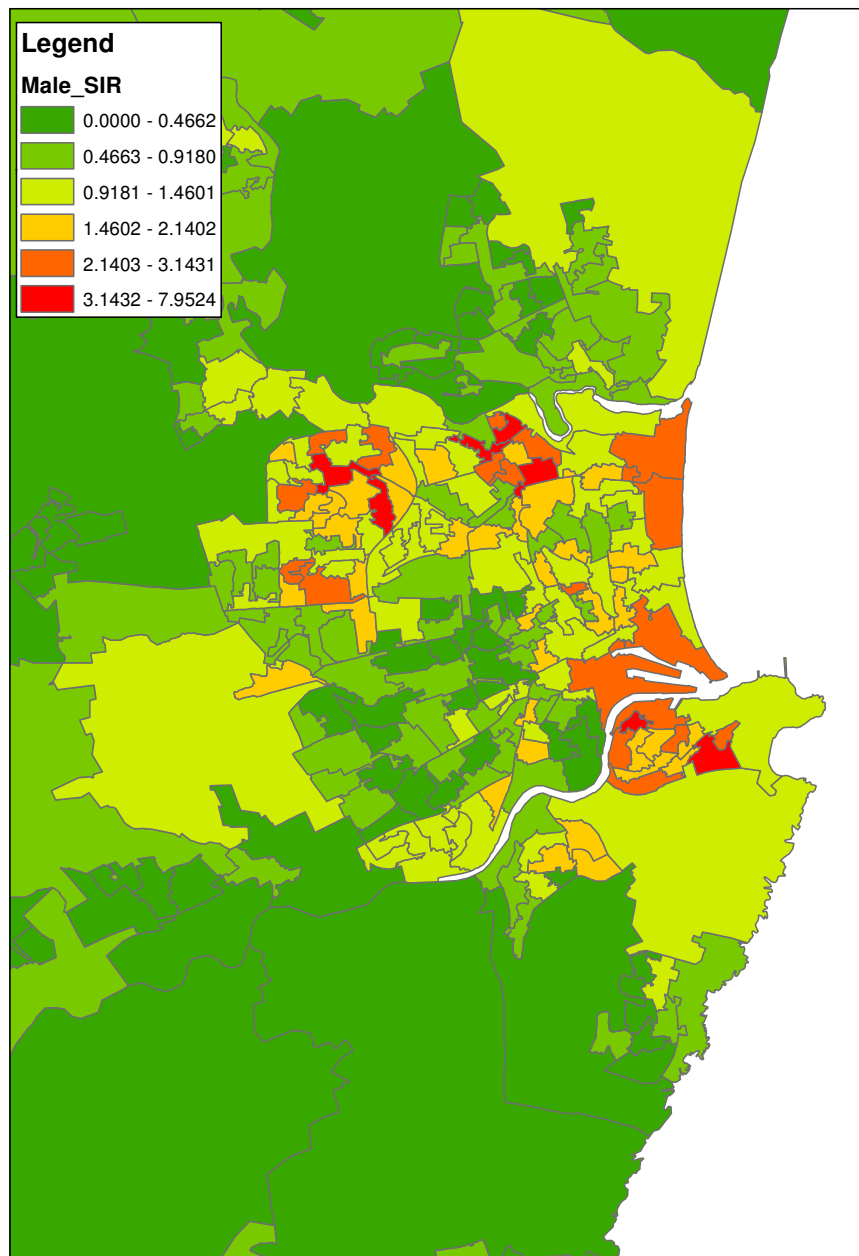 Legend
Male_SIR
0.0000 - 0.4662
0.4663 - 0.9180
0.9181 - 1.4601
1.4602 - 2.1402
2.1403 - 3.1431
3.1432 - 7.9524